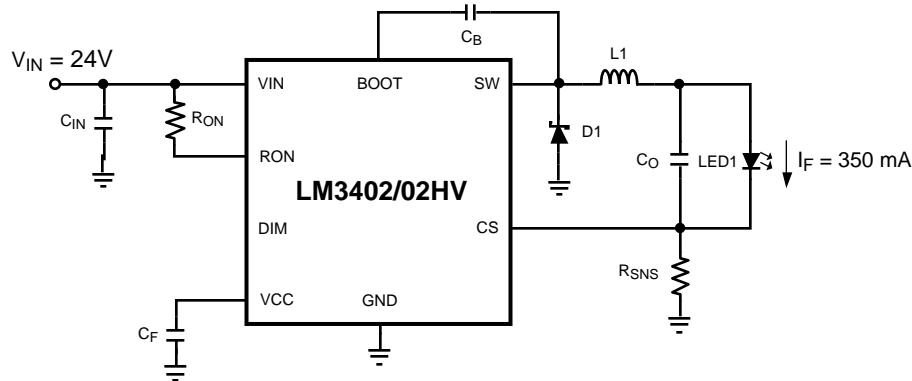 C_B
V_IN = 24V
L1
VIN
BOOT
SW
C_IN
R_ON
D1
C_O
LED1
I_F = 350 mA
RON
LM3402/02HV
DIM
CS
R_SNS
VCC
GND
C_F